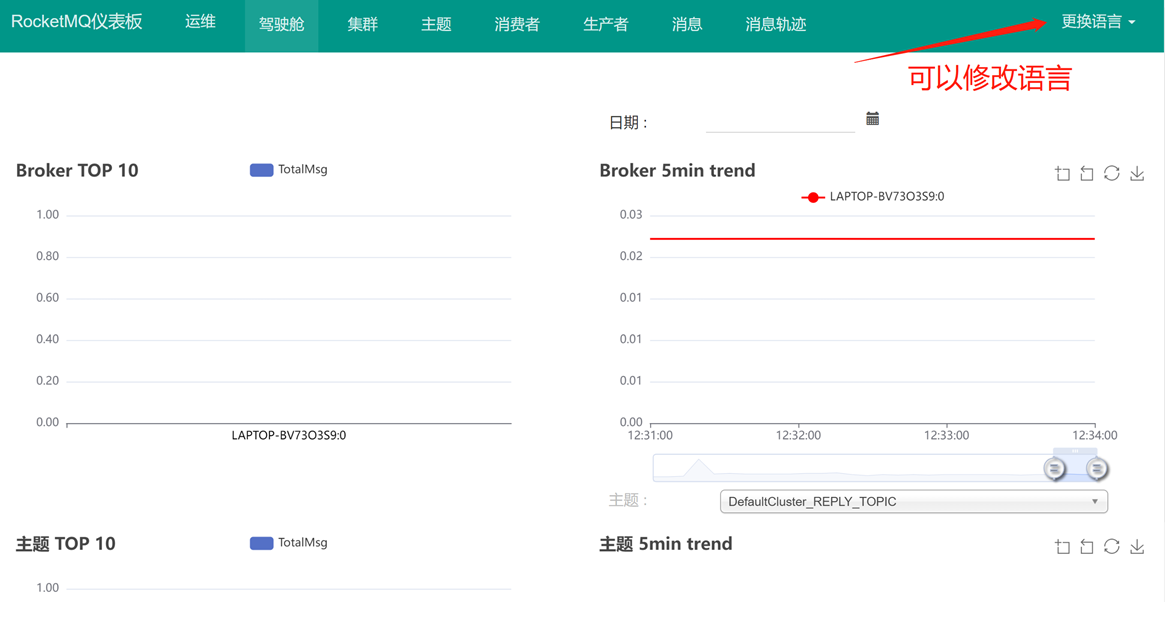 RocketMQ仪表板 运维 驾驶舱 集群 主题 消费者 生产者 消息 消息轨迹 更换语言
可以修改语言
日期：
Broker TOP 10 TotalMsg
1.00
0.80
0.60
0.40
0.20
0.00
LAPTOP-BV73O3S9:0
Broker 5min trend
LAPTOP-BV73O3S9:0
0.03
0.02
0.01
0.01
0.01
0.00
12:31:00 12:32:00 12:33:00 12:34:00
主题： DefaultCluster_REPLY_TOPIC
主题 TOP 10 TotalMsg
1.00
主题 5min trend